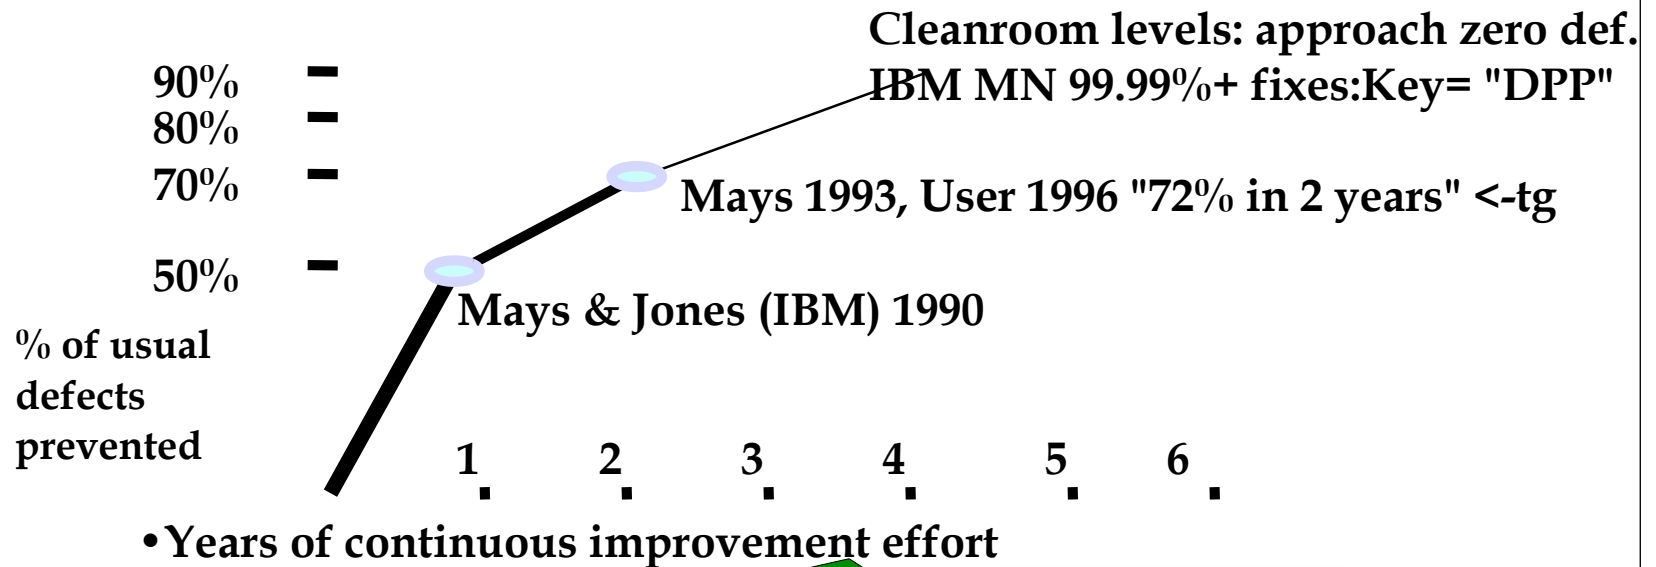 Cleanroom levels: approach zero def.
90%
IBM MN 99.99%+ fixes:Key= "DPP"
80%
70%
Mays 1993, User 1996 "72% in 2 years" <-tg
50%
Mays & Jones (IBM) 1990
% of usual
defects
prevented
1 2 3 4 5 6
•Years of continuous improvement effort